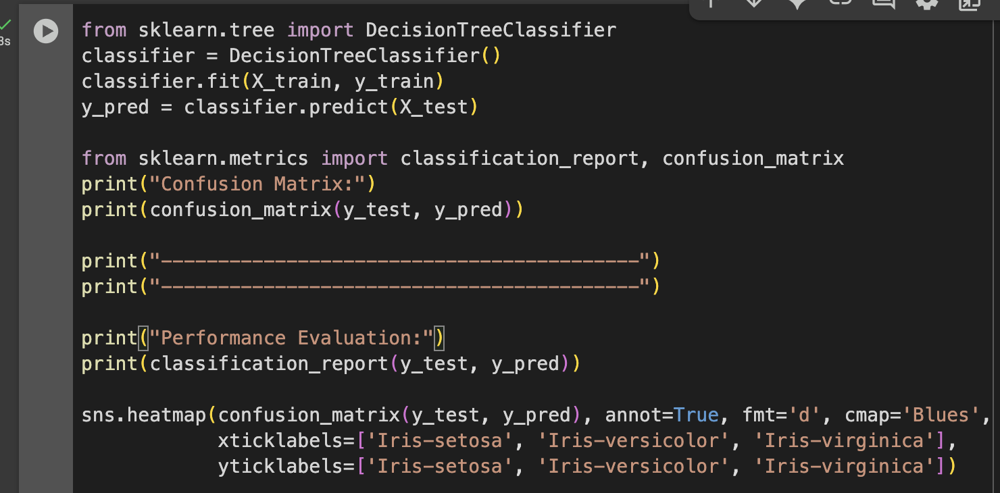 from sklearn.tree import DecisionTreeClassifier
classifier = DecisionTreeClassifier()
classifier.fit(X_train, y_train)
y_pred = classifier.predict(X_test)
from sklearn.metrics import classification_report, confusion_matrix
print("Confusion Matrix:")
print(confusion_matrix(y_test, y_pred))
print("------------------------------------------")
print("------------------------------------------")
print("Performance Evaluation:")
print(classification_report(y_test, y_pred))
sns.heatmap(confusion_matrix(y_test, y_pred), annot=True, fmt='d', cmap='Blues',
xticklabels=['Iris-setosa', 'Iris-versicolor', 'Iris-virginica'],
yticklabels=['Iris-setosa', 'Iris-versicolor', 'Iris-virginica'])